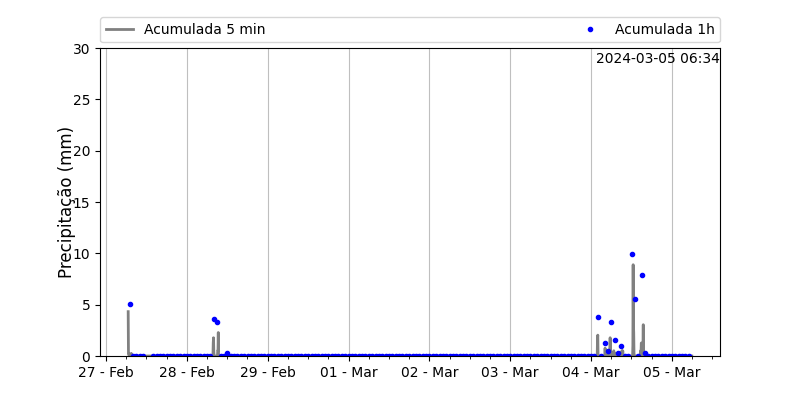 Acumulada 5 min
Acumulada 1h
2024-03-05 06:34
Precipitação (mm)
30
25
20
15
10
5
0
27 - Feb
28 - Feb
29 - Feb
01 - Mar
02 - Mar
03 - Mar
04 - Mar
05 - Mar